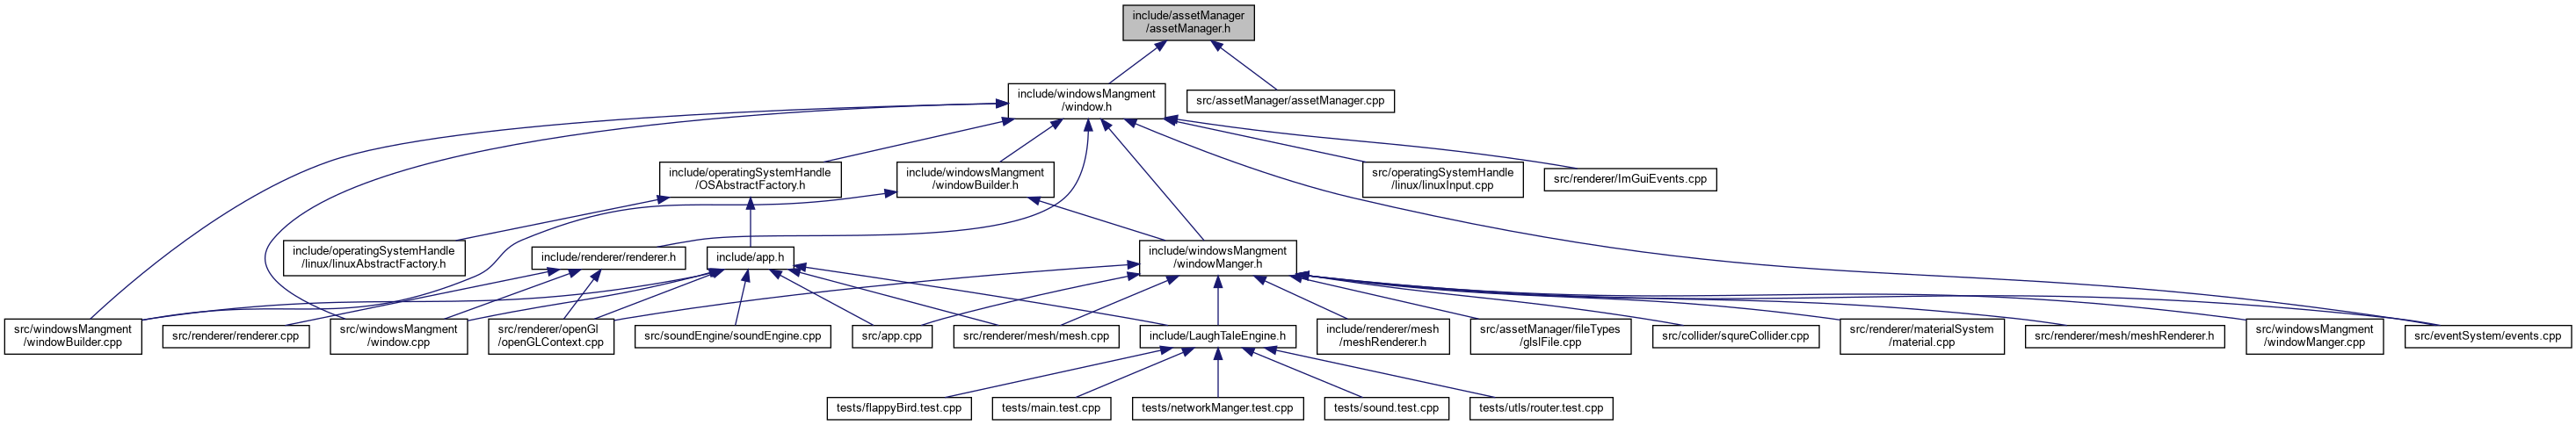 include/assetManager
/assetManager.h
include/windowsMangment
/window.h
src/assetManager/assetManager.cpp
include/operatingSystemHandle
/OSAbstractFactory.h
include/windowsMangment
/windowBuilder.h
src/operatingSystemHandle
/linux/linuxInput.cpp
src/renderer/ImGuiEvents.cpp
include/operatingSystemHandle
/linux/linuxAbstractFactory.h
include/renderer/renderer.h
include/app.h
include/windowsMangment
/windowManger.h
src/windowsMangment
/windowBuilder.cpp
src/renderer/renderer.cpp
src/windowsMangment
/window.cpp
src/renderer/openGl
/openGLContext.cpp
src/soundEngine/soundEngine.cpp
src/app.cpp
src/renderer/mesh/mesh.cpp
include/LaughTaleEngine.h
include/renderer/mesh
/meshRenderer.h
src/assetManager/fileTypes
/glslFile.cpp
src/collider/squreCollider.cpp
src/renderer/materialSystem
/material.cpp
src/renderer/mesh/meshRenderer.h
src/windowsMangment
/windowManger.cpp
src/eventSystem/events.cpp
tests/flappyBird.test.cpp
tests/main.test.cpp
tests/networkManger.test.cpp
tests/sound.test.cpp
tests/utls/router.test.cpp